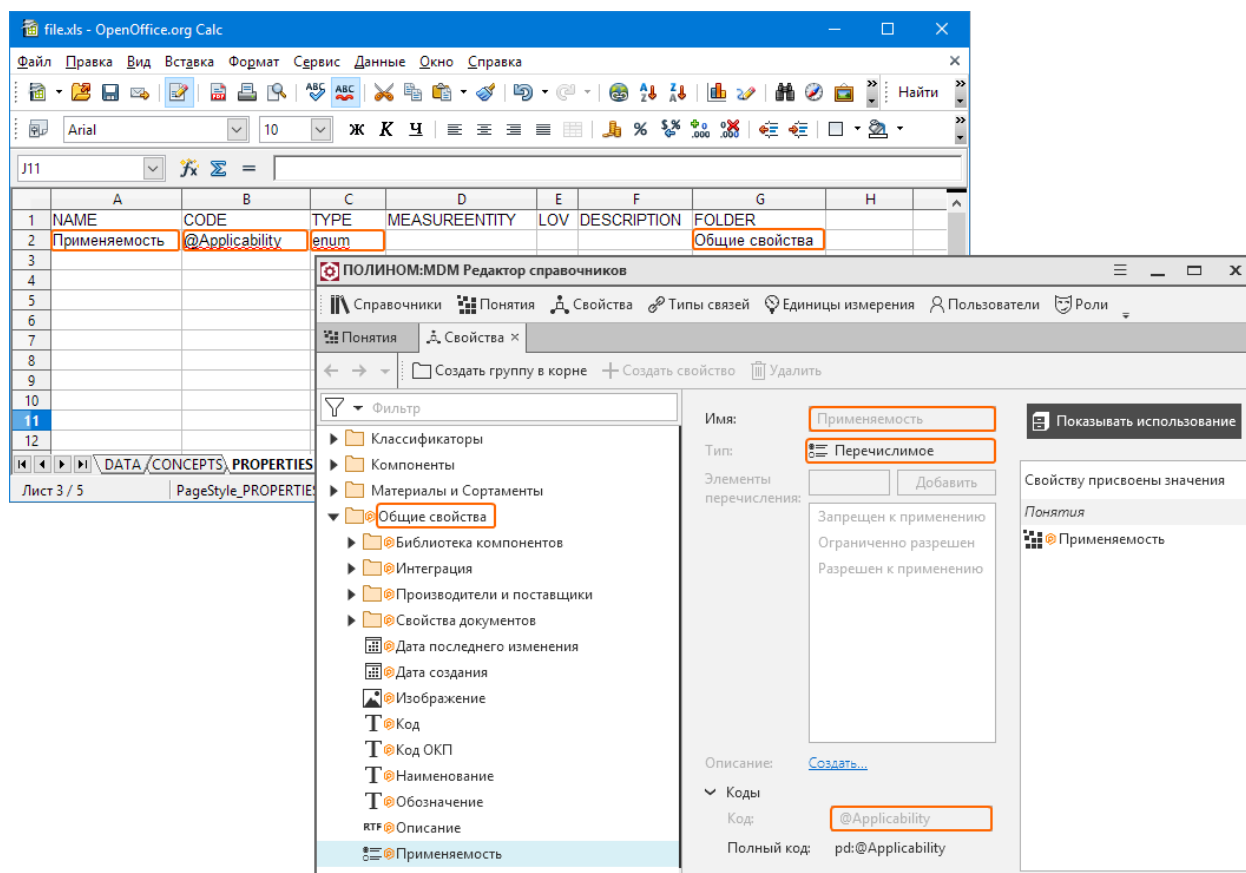 file.xls - OpenOffice.org Calc
Файл Правка Вид Вставка Формат Сервис Данные Окно Справка
Найти
Arial 10 Ж К Ч
J11
A B C D E F G H
1 NAME CODE TYPE MEASUREENTITY LOV DESCRIPTION FOLDER
2 Применяемость @Applicability enum Общие свойства
3
4
5
6
7
8
9
10
11
12
DATA CONCEPTS PROPERTIES
Лист 3 / 5 PageStyle_PROPERTIE
ПОЛИНОМ:MDM Редактор справочников
Справочники Понятия Свойства Типы связей Единицы измерения Пользователи Роли
Понятия Свойства
Создать группу в корне Создать свойство Удалить
Фильтр
Классификаторы
Компоненты
Материалы и Сортаменты
Общие свойства
Библиотека компонентов
Интеграция
Производители и поставщики
Свойства документов
Дата последнего изменения
Дата создания
Изображение
Код
Код ОКП
Наименование
Обозначение
RTF Описание
Применяемость
Имя: Применяемость
Тип: Перечислимое
Элементы перечисления: Добавить
Запрещен к применению
Ограниченно разрешен
Разрешен к применению
Описание: Создать...
Коды
Код: @Applicability
Полный код: pd:@Applicability
Показывать использование
Свойству присвоены значения
Понятия
Применяемость